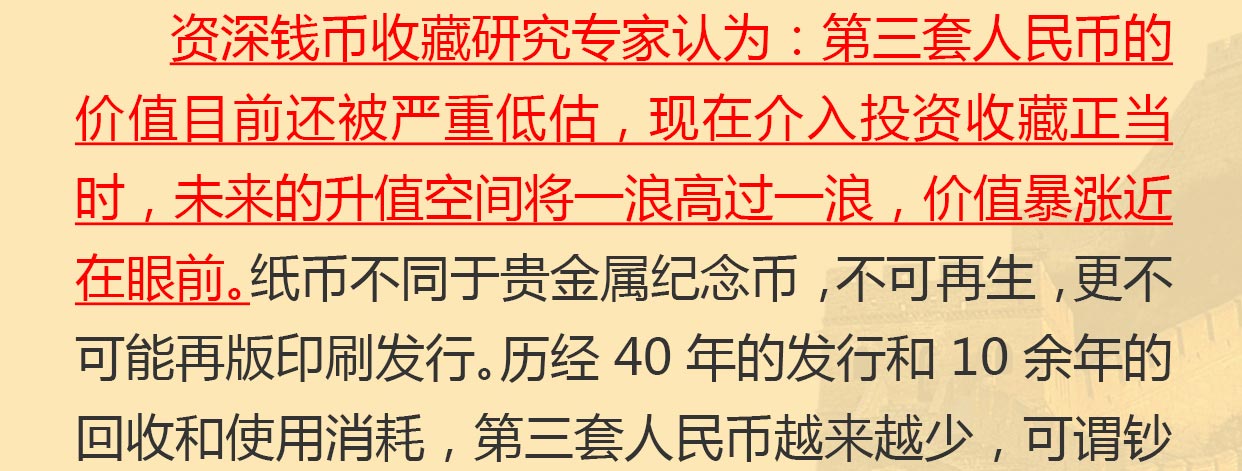 资深钱币收藏研究专家认为：第三套人民币的
价值目前还被严重低估，现在介入投资收藏正当
时，未来的升值空间将一浪高过一浪，价值暴涨近
在眼前。纸币不同于贵金属纪念币，不可再生，更不
可能再版印刷发行。历经 40 年的发行和 10 余年的
回收和使用消耗，第三套人民币越来越少，可谓钞